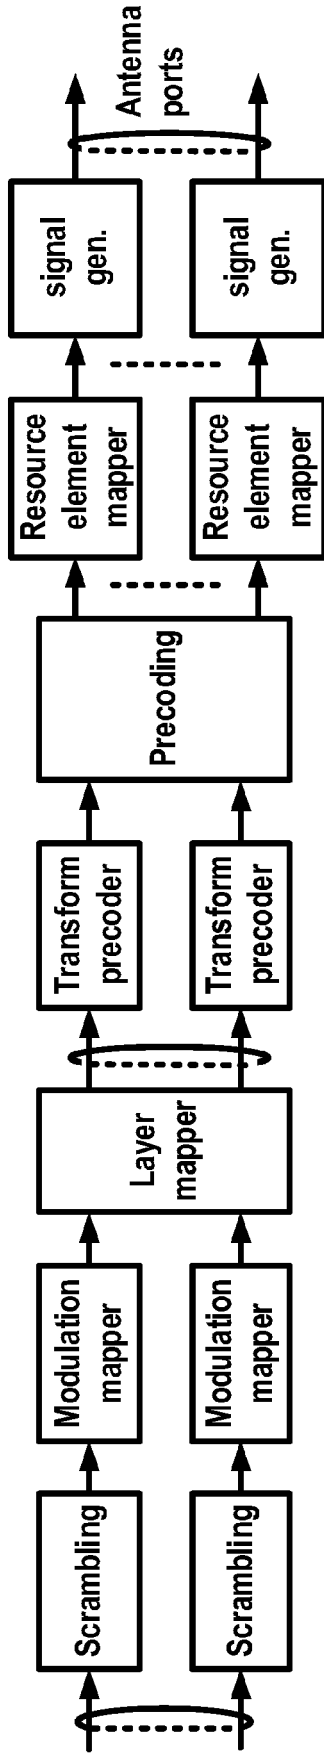 Scrambling
Scrambling
Modulation
mapper
Modulation
mapper
Layer
mapper
Transform
precoder
Transform
precoder
Precoding
Resource
element
mapper
Resource
element
mapper
signal
gen.
signal
gen.
Antenna
ports